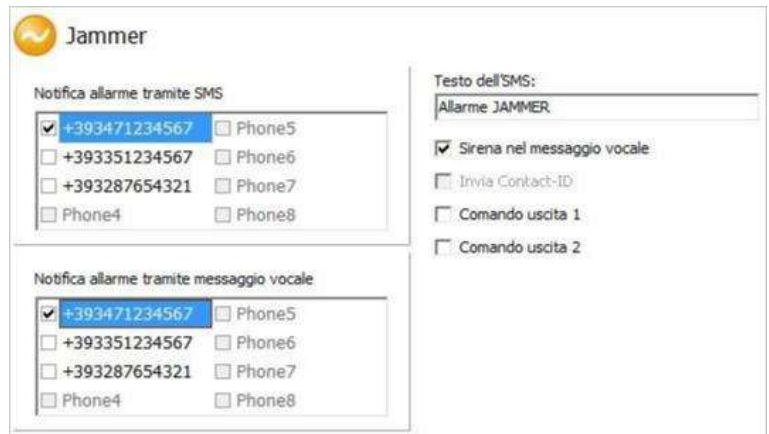 Jammer
Notifica allarme tramite SMS
+393471234567 Phone5
+393351234567 Phone6
+393287654321 Phone7
Phone4 Phone8
Notifica allarme tramite messaggio vocale
+393471234567 Phone5
+393351234567 Phone6
+393287654321 Phone7
Phone4 Phone8
Testo dell'SMS:
Allarme JAMMER
Sirena nel messaggio vocale
Invia Contact-ID
Comando uscita 1
Comando uscita 2